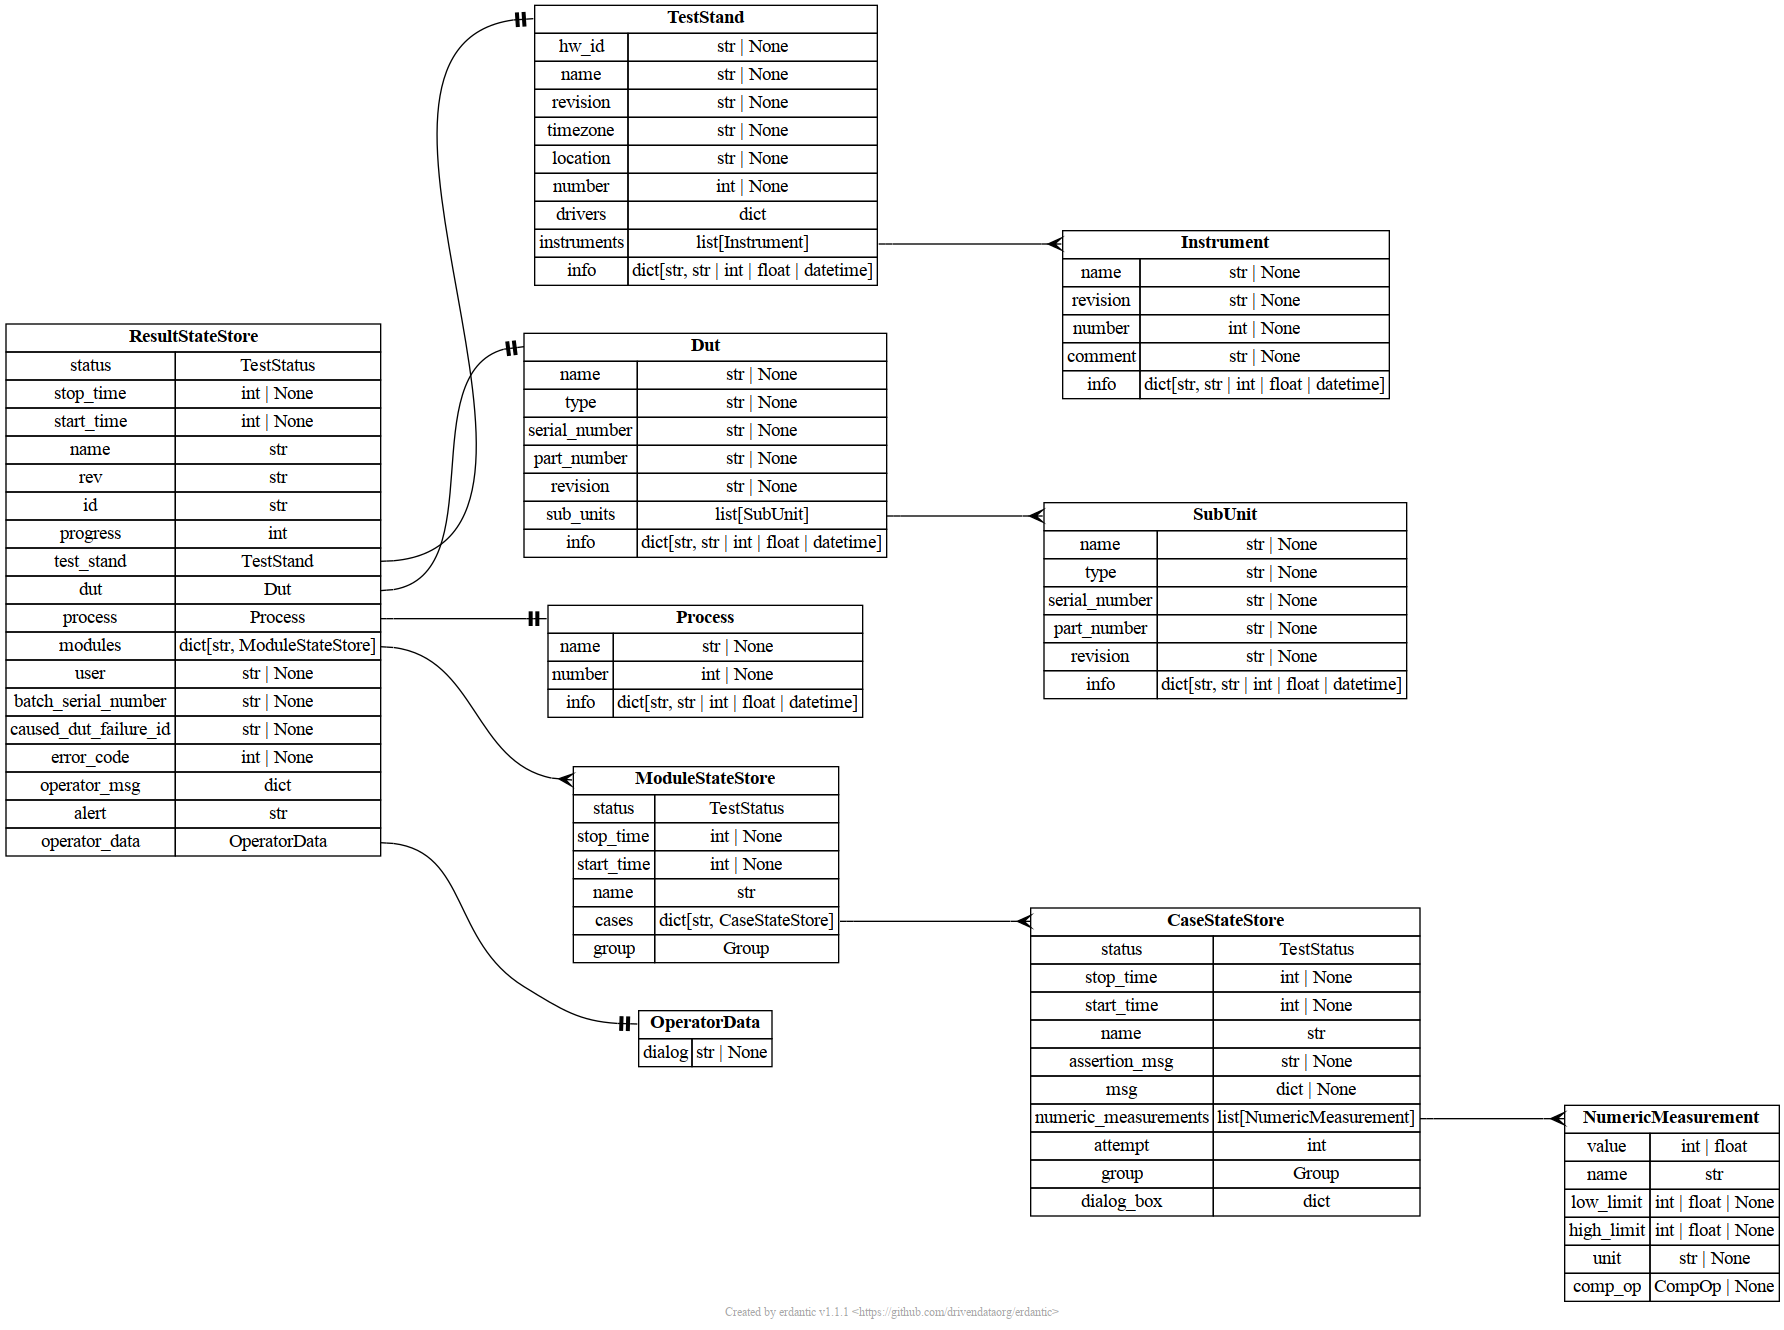 TestStand
hw_id str | None
name str | None
revision str | None
timezone str | None
location str | None
number int | None
drivers dict
instruments list[Instrument]
info dict[str, str | int | float | datetime]
Instrument
name str | None
revision str | None
number int | None
comment str | None
info dict[str, str | int | float | datetime]
ResultStateStore
status TestStatus
stop_time int | None
start_time int | None
name str
rev str
id str
progress int
test_stand TestStand
dut Dut
process Process
modules dict[str, ModuleStateStore]
user str | None
batch_serial_number str | None
caused_dut_failure_id str | None
error_code int | None
operator_msg dict
alert str
operator_data OperatorData
Dut
name str | None
type str | None
serial_number str | None
part_number str | None
revision str | None
sub_units list[SubUnit]
info dict[str, str | int | float | datetime]
SubUnit
name str | None
type str | None
serial_number str | None
part_number str | None
revision str | None
info dict[str, str | int | float | datetime]
Process
name str | None
number int | None
info dict[str, str | int | float | datetime]
ModuleStateStore
status TestStatus
stop_time int | None
start_time int | None
name str
cases dict[str, CaseStateStore]
group Group
CaseStateStore
status TestStatus
stop_time int | None
start_time int | None
name str
assertion_msg str | None
msg dict | None
numeric_measurements list[NumericMeasurement]
attempt int
group Group
dialog_box dict
OperatorData
dialog str | None
NumericMeasurement
value int | float
name str
low_limit int | float | None
high_limit int | float | None
unit str | None
comp_op CompOp | None
Created by erdantic v1.1.1 <https://github.com/drivendataorg/erdantic>